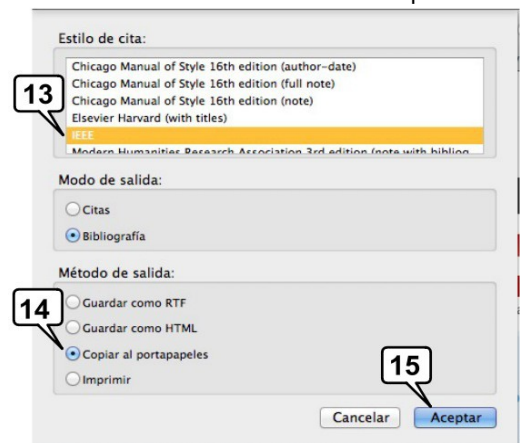 Estilo de cita:
Chicago Manual of Style 16th edition (author-date)
Chicago Manual of Style 16th edition (full note)
13
Chicago Manual of Style 16th edition (note)
Elsevier Harvard (with titles)
IEEE
Modern Humanities Research Association 3rd edition (note with bibliog
Modo de salida:
Citas
Bibliografía
Método de salida:
Guardar como RTF
14
Guardar como HTML
Copiar al portapapeles
15
Imprimir
Cancelar Aceptar